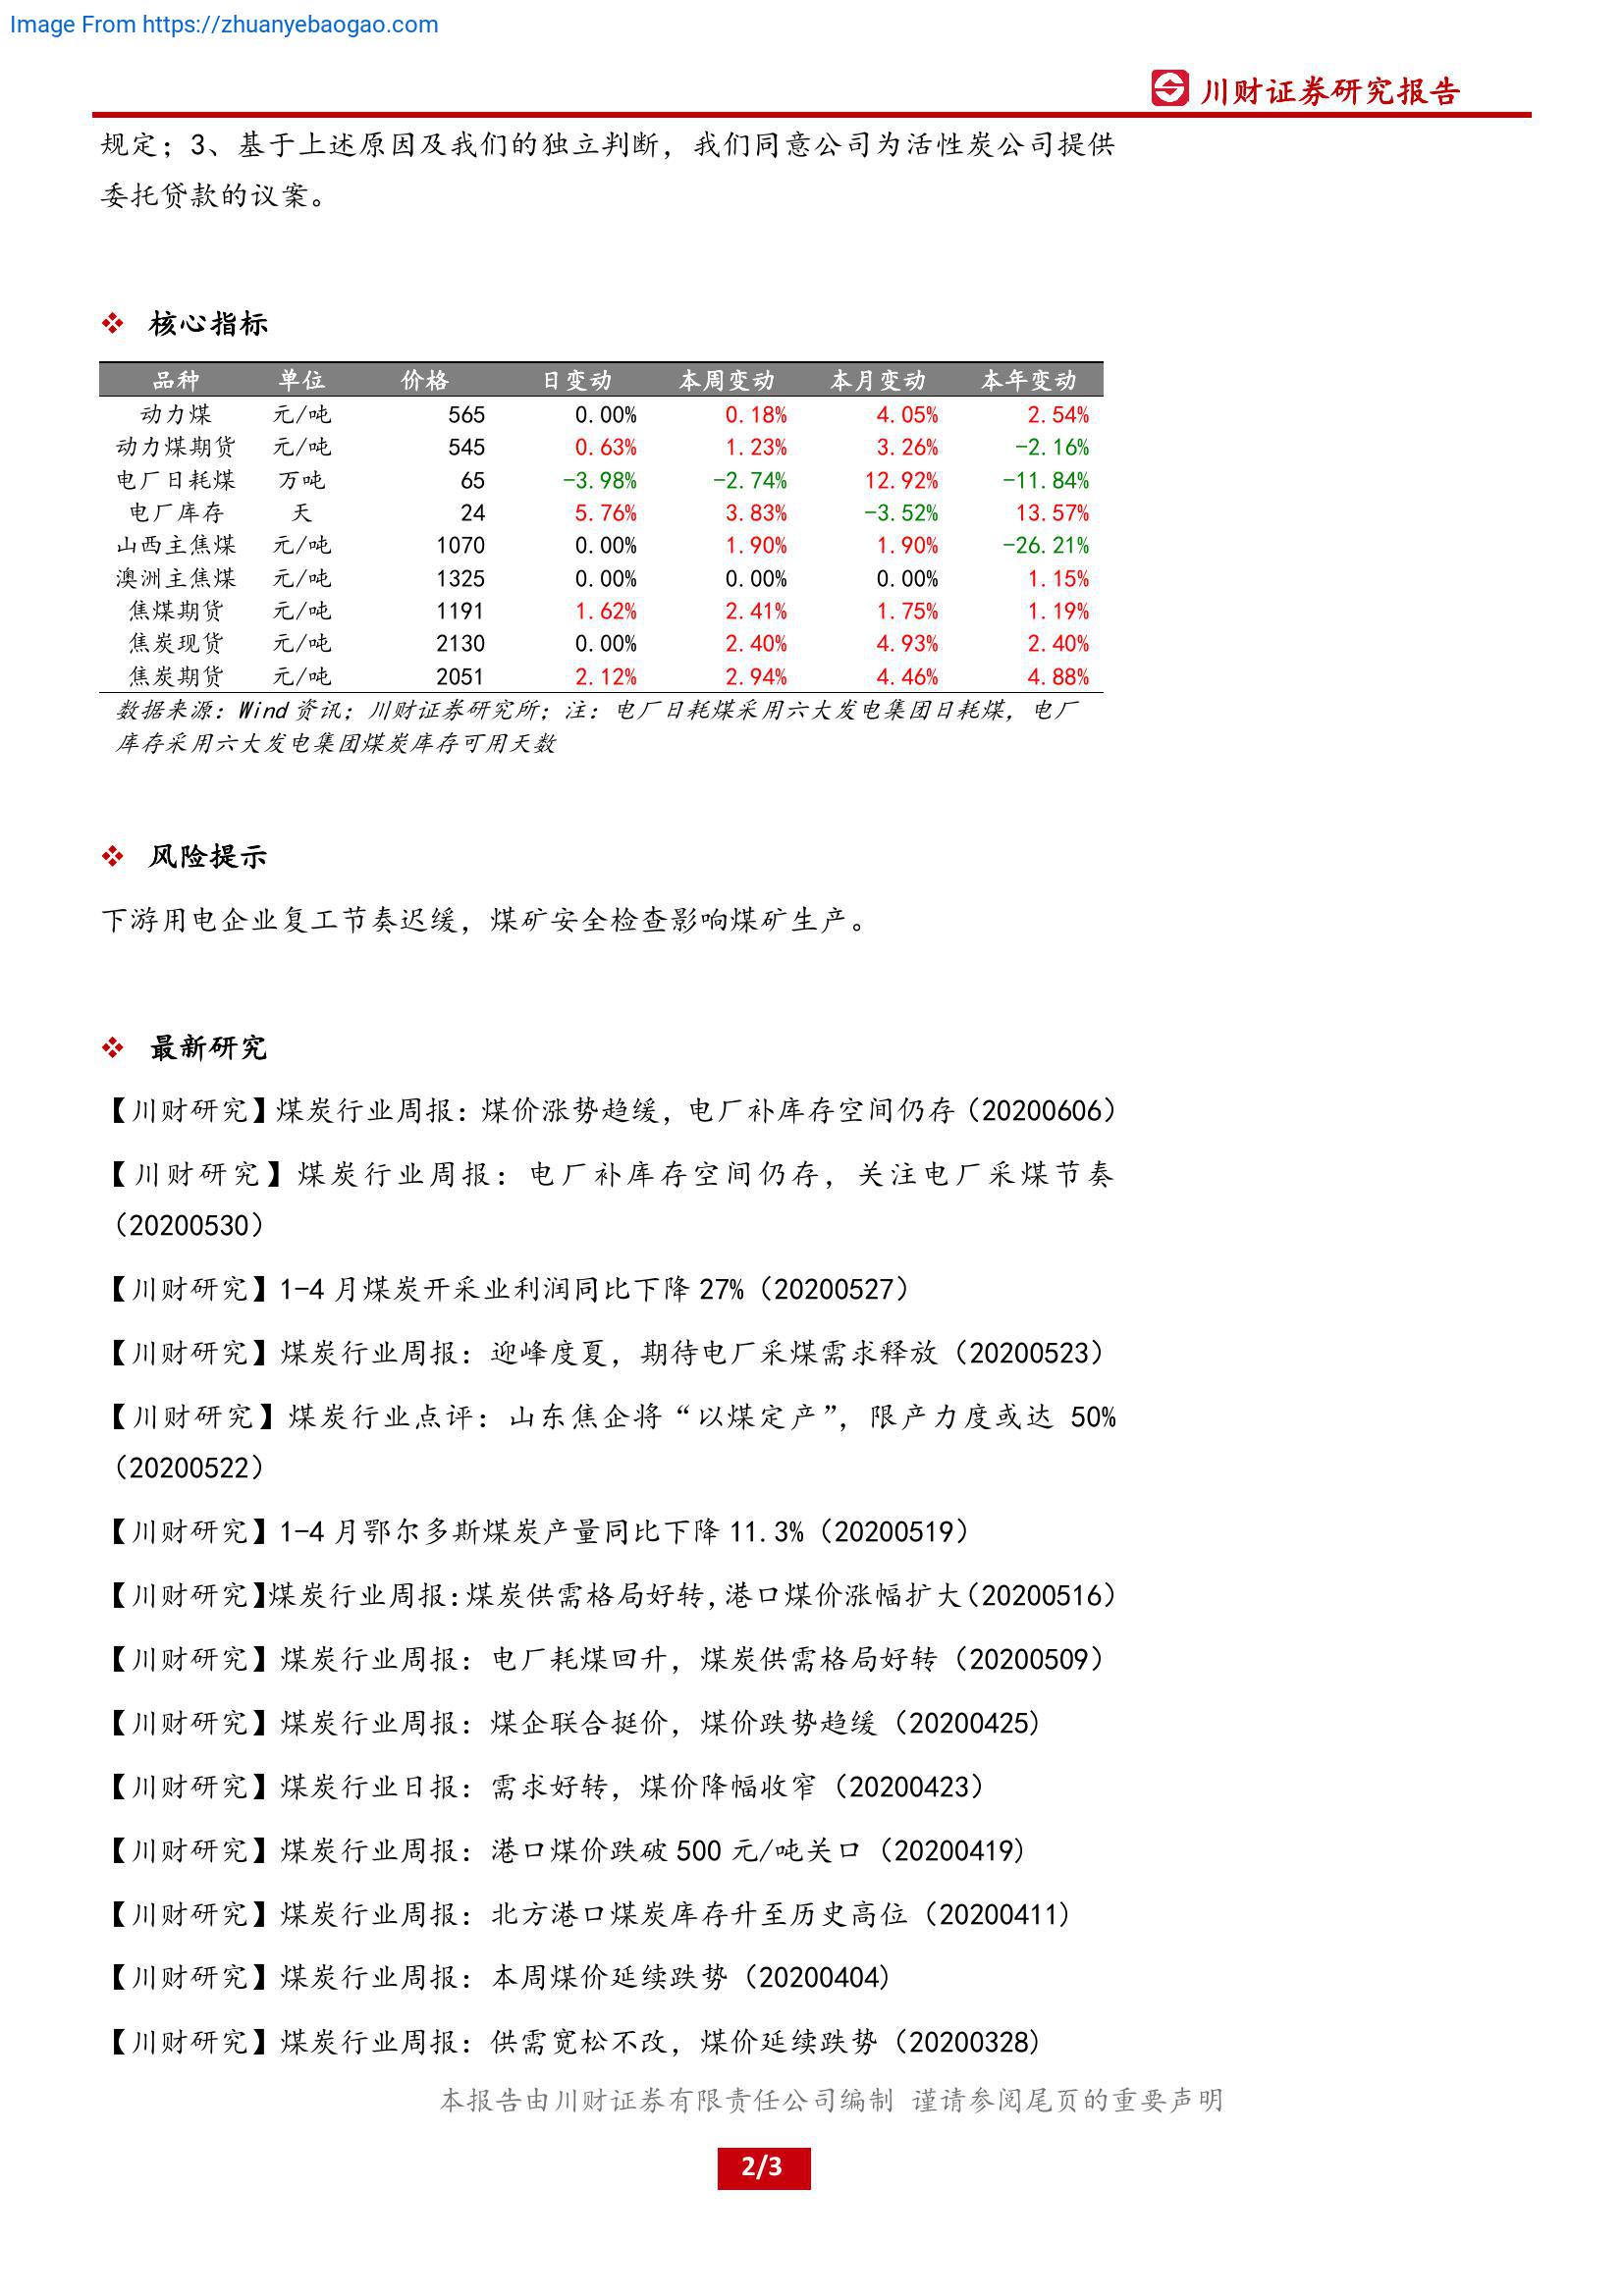 Image From https://zhuanyebaogao.com
川财证券研究报告
规定；3、基于上述原因及我们的独立判断，我们同意公司为活性炭公司提供
委托贷款的议案。
❖ 核心指标
品种 单位 价格 日变动 本周变动 本月变动 本年变动
动力煤 元/吨 565 0.00% 0.18% 4.05% 2.54%
动力煤期货 元/吨 545 0.63% 1.23% 3.26% -2.16%
电厂日耗煤 万吨 65 -3.98% -2.74% 12.92% -11.84%
电厂库存 天 24 5.76% 3.83% -3.52% 13.57%
山西主焦煤 元/吨 1070 0.00% 1.90% 1.90% -26.21%
澳洲主焦煤 元/吨 1325 0.00% 0.00% 0.00% 1.15%
焦煤期货 元/吨 1191 1.62% 2.41% 1.75% 1.19%
焦炭现货 元/吨 2130 0.00% 2.40% 4.93% 2.40%
焦炭期货 元/吨 2051 2.12% 2.94% 4.46% 4.88%
数据来源：Wind 资讯；川财证券研究所；注：电厂日耗煤采用六大发电集团日耗煤，电厂
库存采用六大发电集团煤炭库存可用天数
❖ 风险提示
下游用电企业复工节奏迟缓，煤矿安全检查影响煤矿生产。
❖ 最新研究
【川财研究】煤炭行业周报：煤价涨势趋缓，电厂补库存空间仍存（20200606）
【川财研究】煤炭行业周报：电厂补库存空间仍存，关注电厂采煤节奏
（20200530）
【川财研究】1-4 月煤炭开采业利润同比下降 27%（20200527）
【川财研究】煤炭行业周报：迎峰度夏，期待电厂采煤需求释放（20200523）
【川财研究】煤炭行业点评：山东焦企将“以煤定产”，限产力度或达 50%
（20200522）
【川财研究】1-4 月鄂尔多斯煤炭产量同比下降 11.3%（20200519）
【川财研究】煤炭行业周报：煤炭供需格局好转，港口煤价涨幅扩大（20200516）
【川财研究】煤炭行业周报：电厂耗煤回升，煤炭供需格局好转（20200509）
【川财研究】煤炭行业周报：煤企联合挺价，煤价跌势趋缓（20200425）
【川财研究】煤炭行业日报：需求好转，煤价降幅收窄（20200423）
【川财研究】煤炭行业周报：港口煤价跌破 500 元/吨关口（20200419）
【川财研究】煤炭行业周报：北方港口煤炭库存升至历史高位（20200411）
【川财研究】煤炭行业周报：本周煤价延续跌势（20200404）
【川财研究】煤炭行业周报：供需宽松不改，煤价延续跌势（20200328）
本报告由川财证券有限责任公司编制 谨请参阅尾页的重要声明
2/3